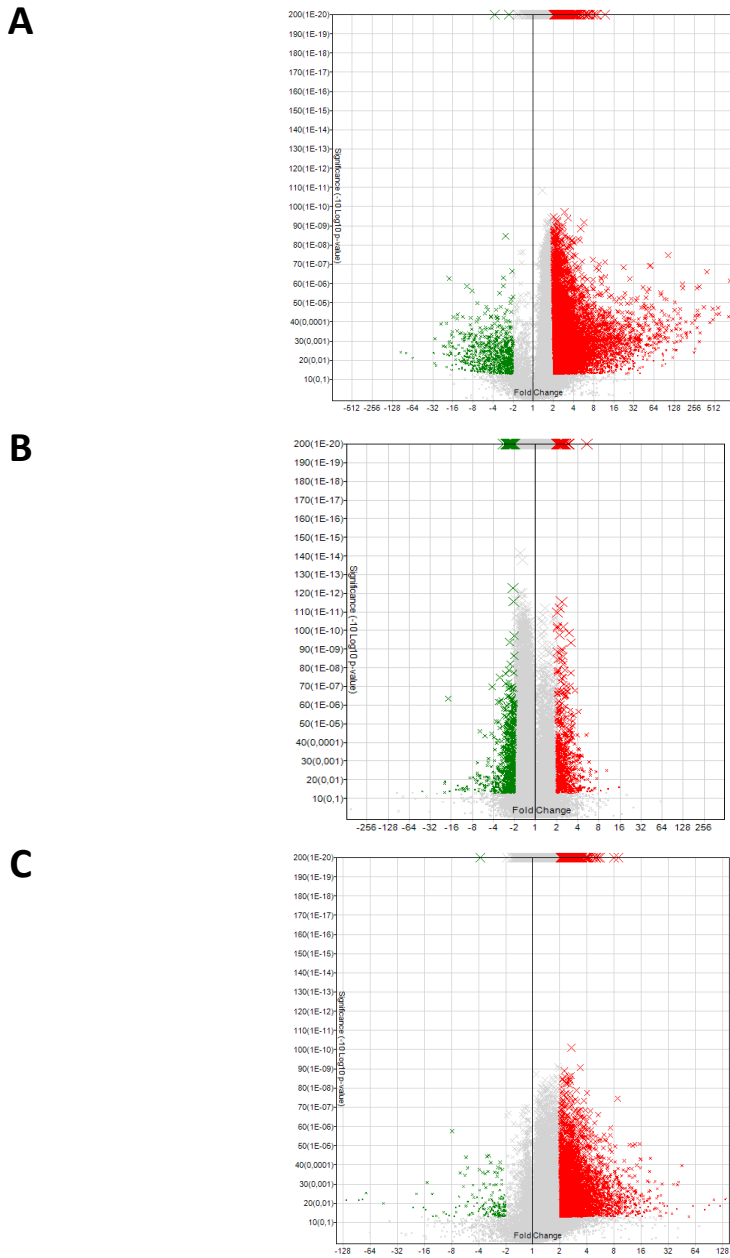 A
200(1E-20)
190(1E-19)
180(1E-18)
170(1E-17)
160(1E-16)
150(1E-15)
140(1E-14)
130(1E-13)
120(1E-12)
110(1E-11)
100(1E-10)
90(1E-09)
80(1E-08)
70(1E-07)
60(1E-06)
50(1E-05)
40(0,0001)
30(0,001)
20(0,01)
10(0,1)
Significance (-10 Log10 p-value)
Fold Change
-512 -256 -128 -64 -32 -16 -8 -4 -2 1 2 4 8 16 32 64 128 256 512
B
200(1E-20)
190(1E-19)
180(1E-18)
170(1E-17)
160(1E-16)
150(1E-15)
140(1E-14)
130(1E-13)
120(1E-12)
110(1E-11)
100(1E-10)
90(1E-09)
80(1E-08)
70(1E-07)
60(1E-06)
50(1E-05)
40(0,0001)
30(0,001)
20(0,01)
10(0,1)
Significance (-10 Log10 p-value)
Fold Change
-256 -128 -64 -32 -16 -8 -4 -2 1 2 4 8 16 32 64 128 256
C
200(1E-20)
190(1E-19)
180(1E-18)
170(1E-17)
160(1E-16)
150(1E-15)
140(1E-14)
130(1E-13)
120(1E-12)
110(1E-11)
100(1E-10)
90(1E-09)
80(1E-08)
70(1E-07)
60(1E-06)
50(1E-05)
40(0,0001)
30(0,001)
20(0,01)
10(0,1)
Significance (-10 Log10 p-value)
Fold Change
-128 -64 -32 -16 -8 -4 -2 1 2 4 8 16 32 64 128